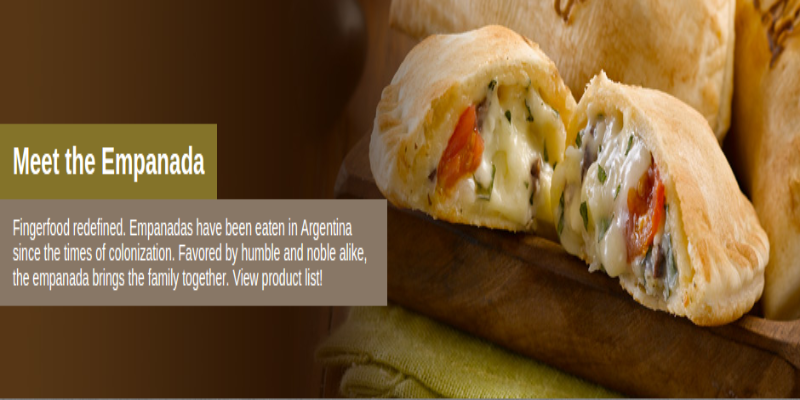 Meet the Empanada
Fingerfood redefined. Empanadas have been eaten in Argentina
since the times of colonization. Favored by humble and noble alike,
the empanada brings the family together. View product list!